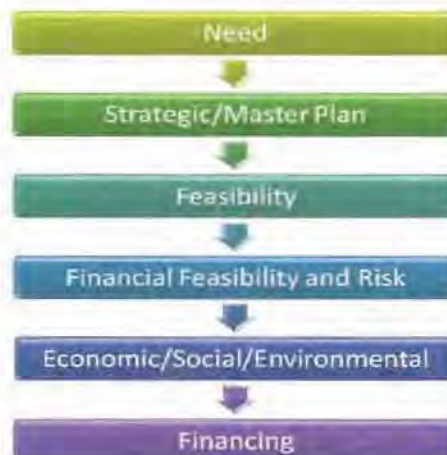 Need
Strategic/Master Plan
Feasibility
Financial Feasibility and Risk
Economic/Social/Environmental
Financing